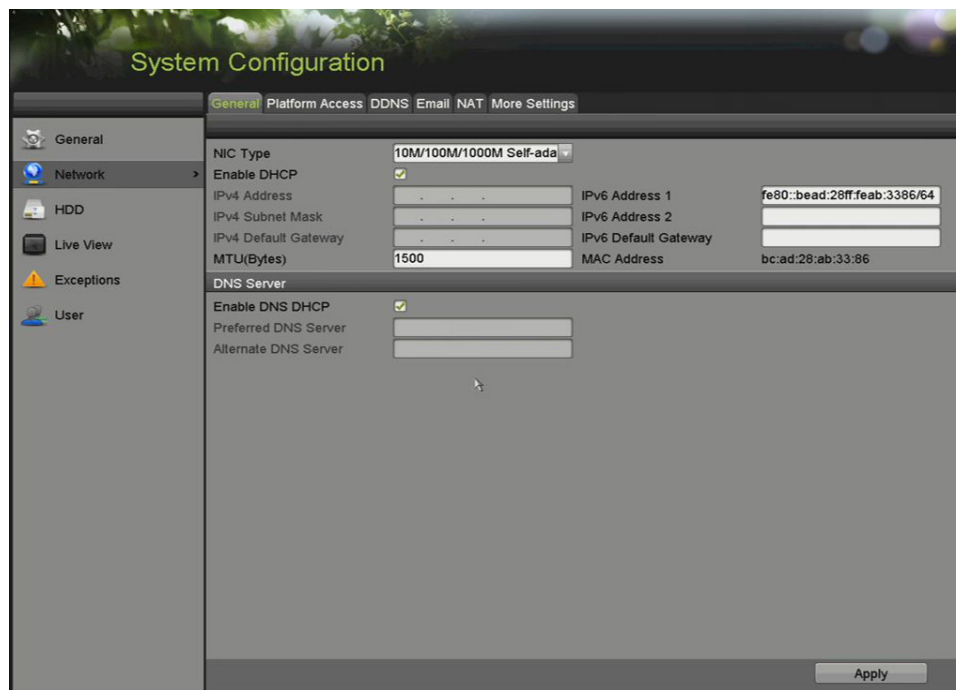 System Configuration
General Platform Access DDNS Email NAT More Settings
General
Network >
HDD
Live View
Exceptions
User
NIC Type 10M/100M/1000M Self-ada
Enable DHCP
IPv4 Address . . . IPv6 Address 1 fe80::bead:28ff:feab:3386/64
IPv4 Subnet Mask . . . IPv6 Address 2
IPv4 Default Gateway . . . IPv6 Default Gateway
MTU(Bytes) 1500 MAC Address bc:ad:28:ab:33:86
DNS Server
Enable DNS DHCP
Preferred DNS Server
Alternate DNS Server
Apply